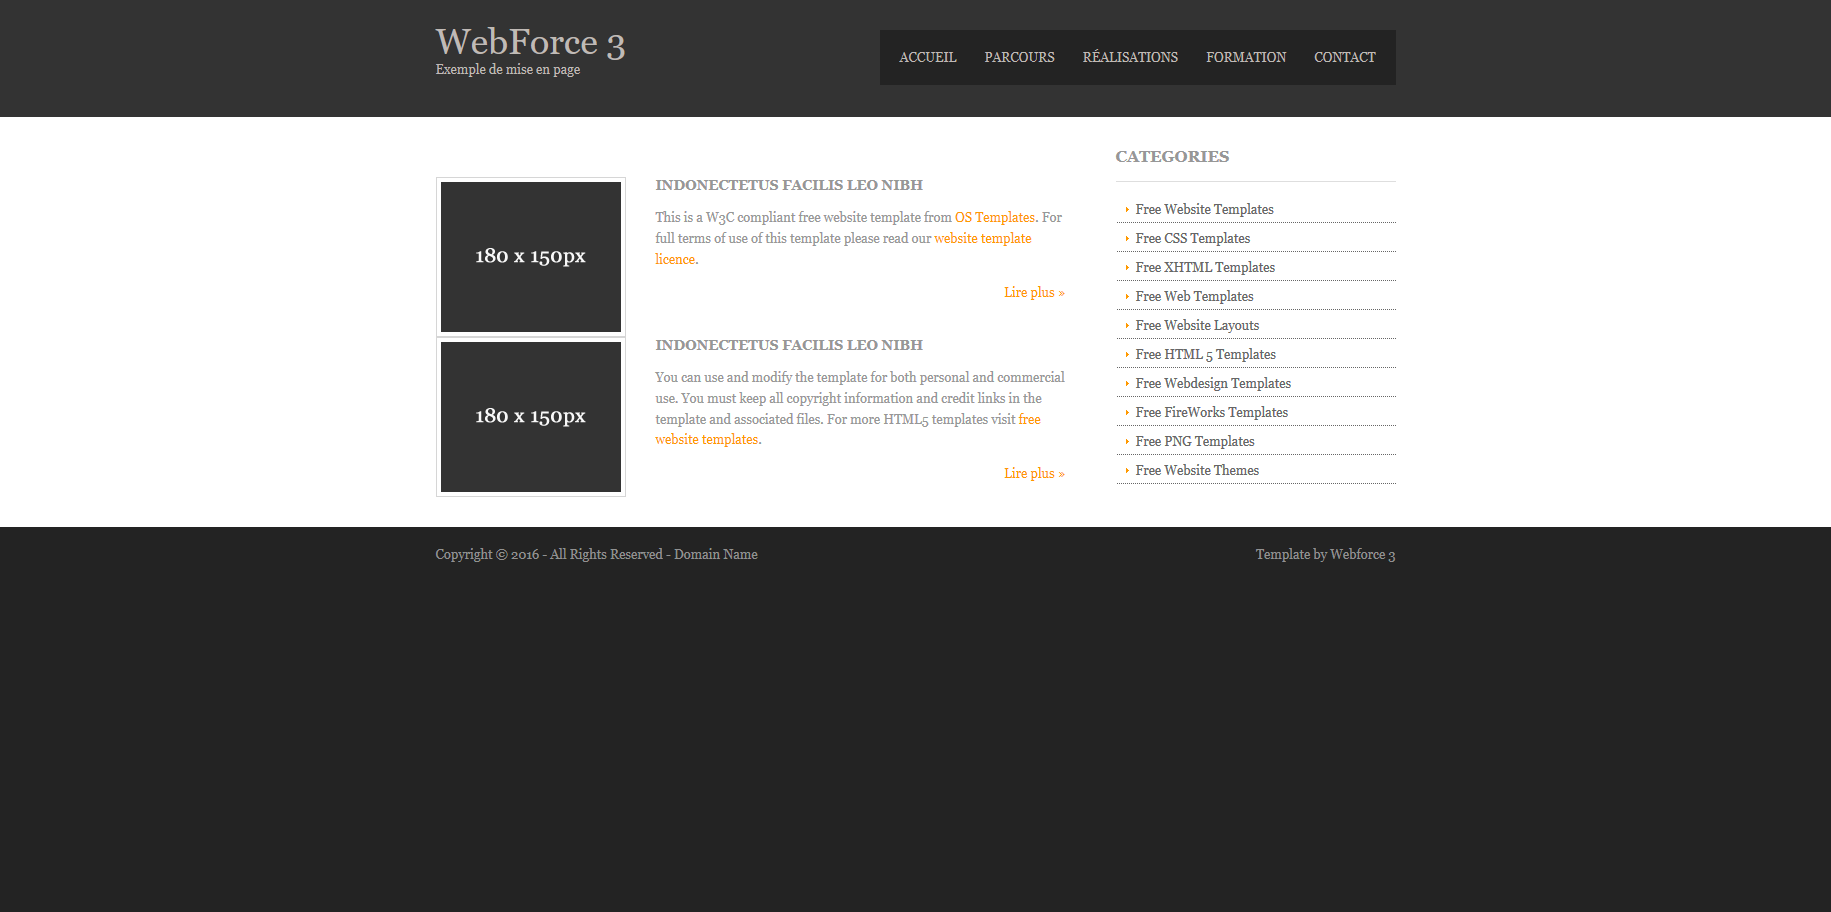 WebForce 3
Exemple de mise en page
ACCUEIL PARCOURS RÉALISATIONS FORMATION CONTACT
180 x 150px
INDONECTETUS FACILIS LEO NIBH
This is a W3C compliant free website template from OS Templates. For
full terms of use of this template please read our website template
licence.
Lire plus »
180 x 150px
INDONECTETUS FACILIS LEO NIBH
You can use and modify the template for both personal and commercial
use. You must keep all copyright information and credit links in the
template and associated files. For more HTML5 templates visit free
website templates.
Lire plus »
CATEGORIES
Free Website Templates
Free CSS Templates
Free XHTML Templates
Free Web Templates
Free Website Layouts
Free HTML 5 Templates
Free Webdesign Templates
Free FireWorks Templates
Free PNG Templates
Free Website Themes
Copyright © 2016 - All Rights Reserved - Domain Name
Template by Webforce 3